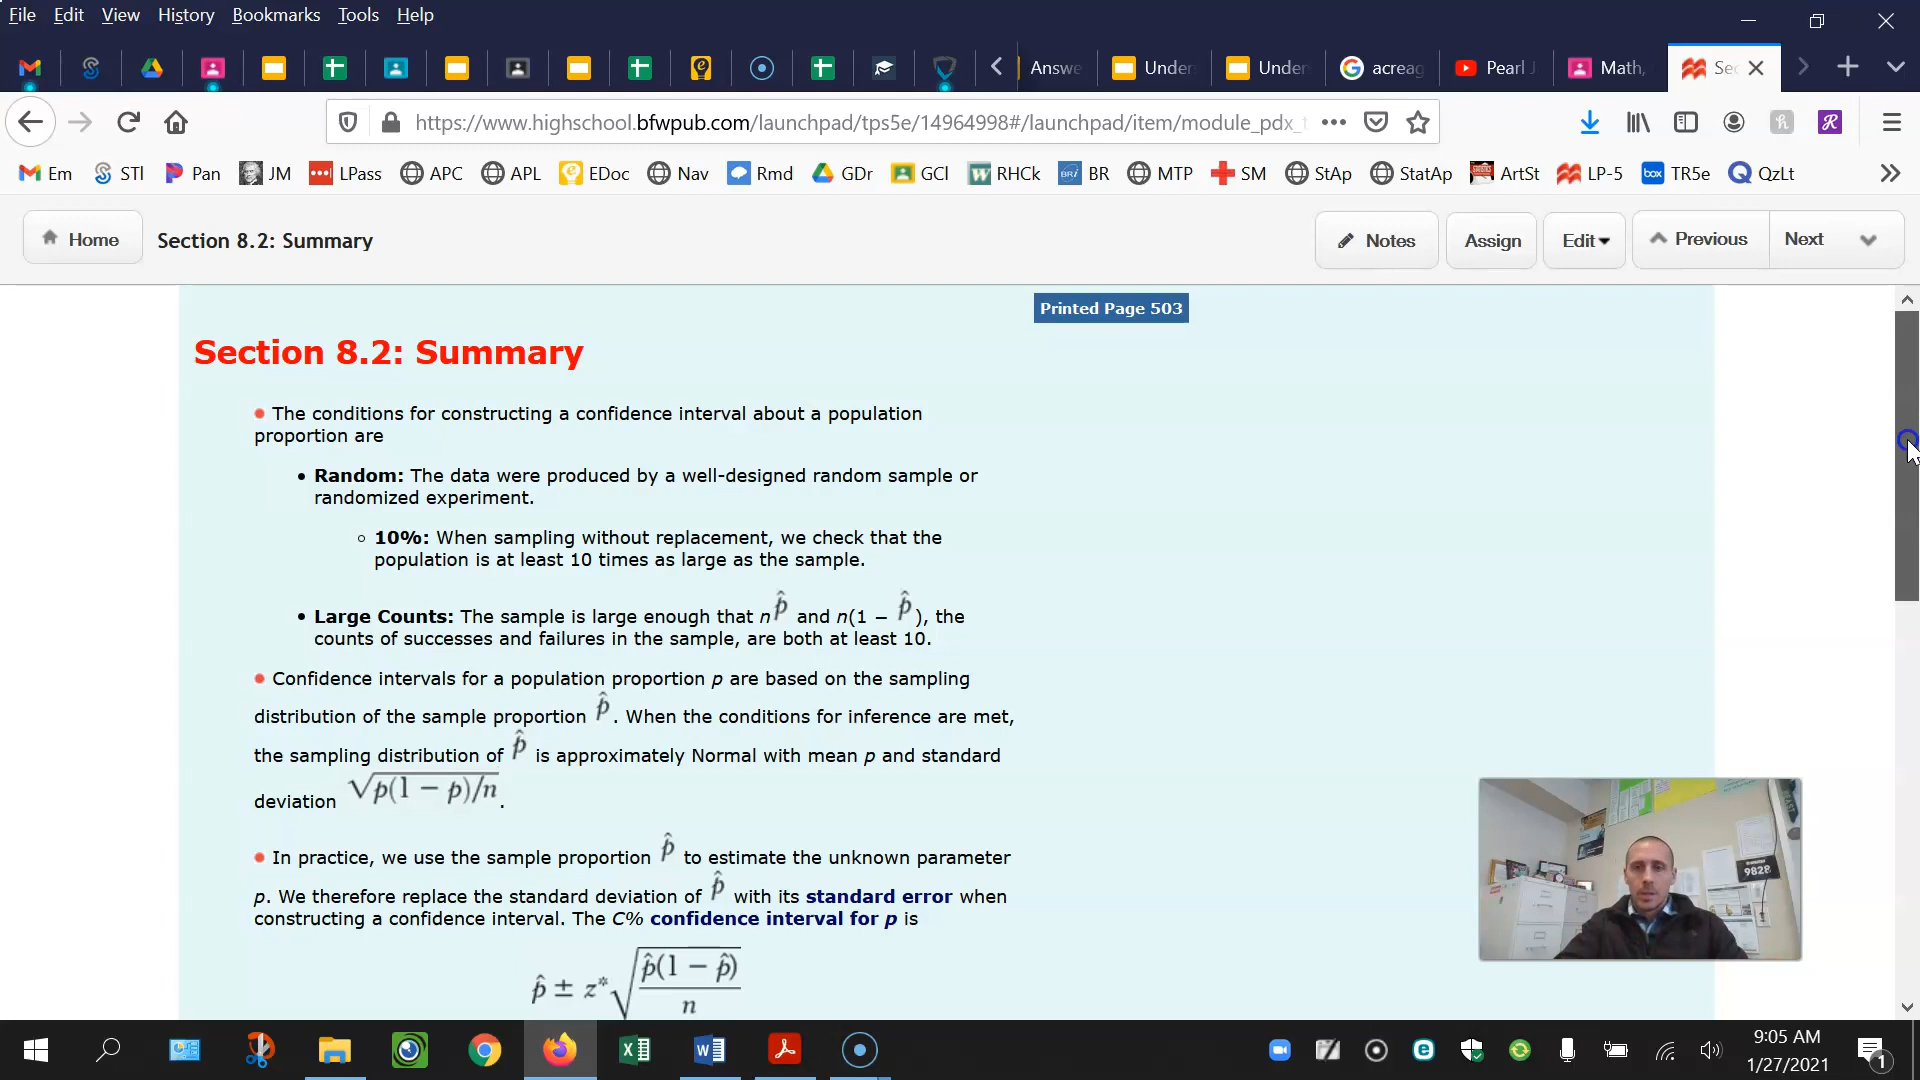 File Edit View History Bookmarks Tools Help
Answe Under Under acreag Pearl J Math, Sec
https://www.highschool.bfwpub.com/launchpad/tps5e/14964998#/launchpad/item/module_pdx_t
Em STl Pan JM LPass APC APL EDoc Nav Rmd GDr GCl RHCk BR MTP SM StAp StatAp ArtSt LP-5 TR5e QzLt
Home Section 8.2: Summary Notes Assign Edit Previous Next
Printed Page 503
Section 8.2: Summary
• The conditions for constructing a confidence interval about a population
proportion are
• Random: The data were produced by a well-designed random sample or
randomized experiment.
○ 10%: When sampling without replacement, we check that the
population is at least 10 times as large as the sample.
• Large Counts: The sample is large enough that np̂ and n(1 − p̂), the
counts of successes and failures in the sample, are both at least 10.
• Confidence intervals for a population proportion p are based on the sampling
distribution of the sample proportion p̂. When the conditions for inference are met,
the sampling distribution of p̂ is approximately Normal with mean p and standard
deviation √p(1 − p)/n.
• In practice, we use the sample proportion p̂ to estimate the unknown parameter
p. We therefore replace the standard deviation of p̂ with its standard error when
constructing a confidence interval. The C% confidence interval for p is
p̂ ± z*√p̂(1 − p̂)/n
9828
9:05 AM
1/27/2021
1